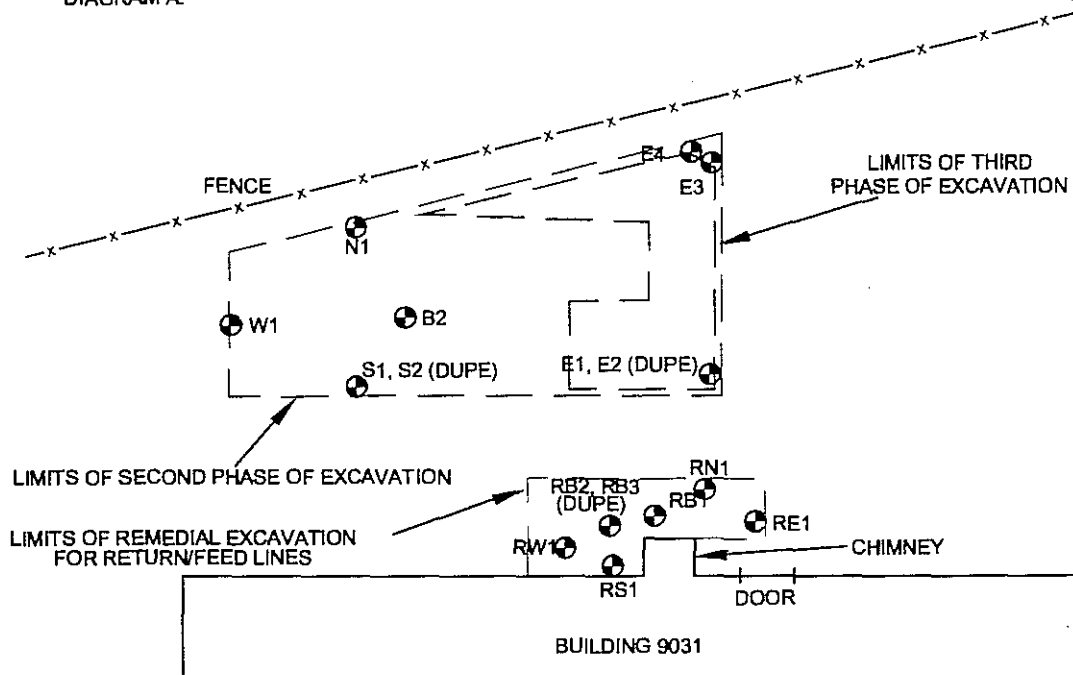 DIAGRAM A.
FENCE
E4
E3
LIMITS OF THIRD
PHASE OF EXCAVATION
N1
W1
B2
S1, S2 (DUPE)
E1, E2 (DUPE)
LIMITS OF SECOND PHASE OF EXCAVATION
RN1
RB2, RB3
(DUPE)
RB1
RE1
LIMITS OF REMEDIAL EXCAVATION
FOR RETURN/FEED LINES
RW1
CHIMNEY
RS1
DOOR
BUILDING 9031